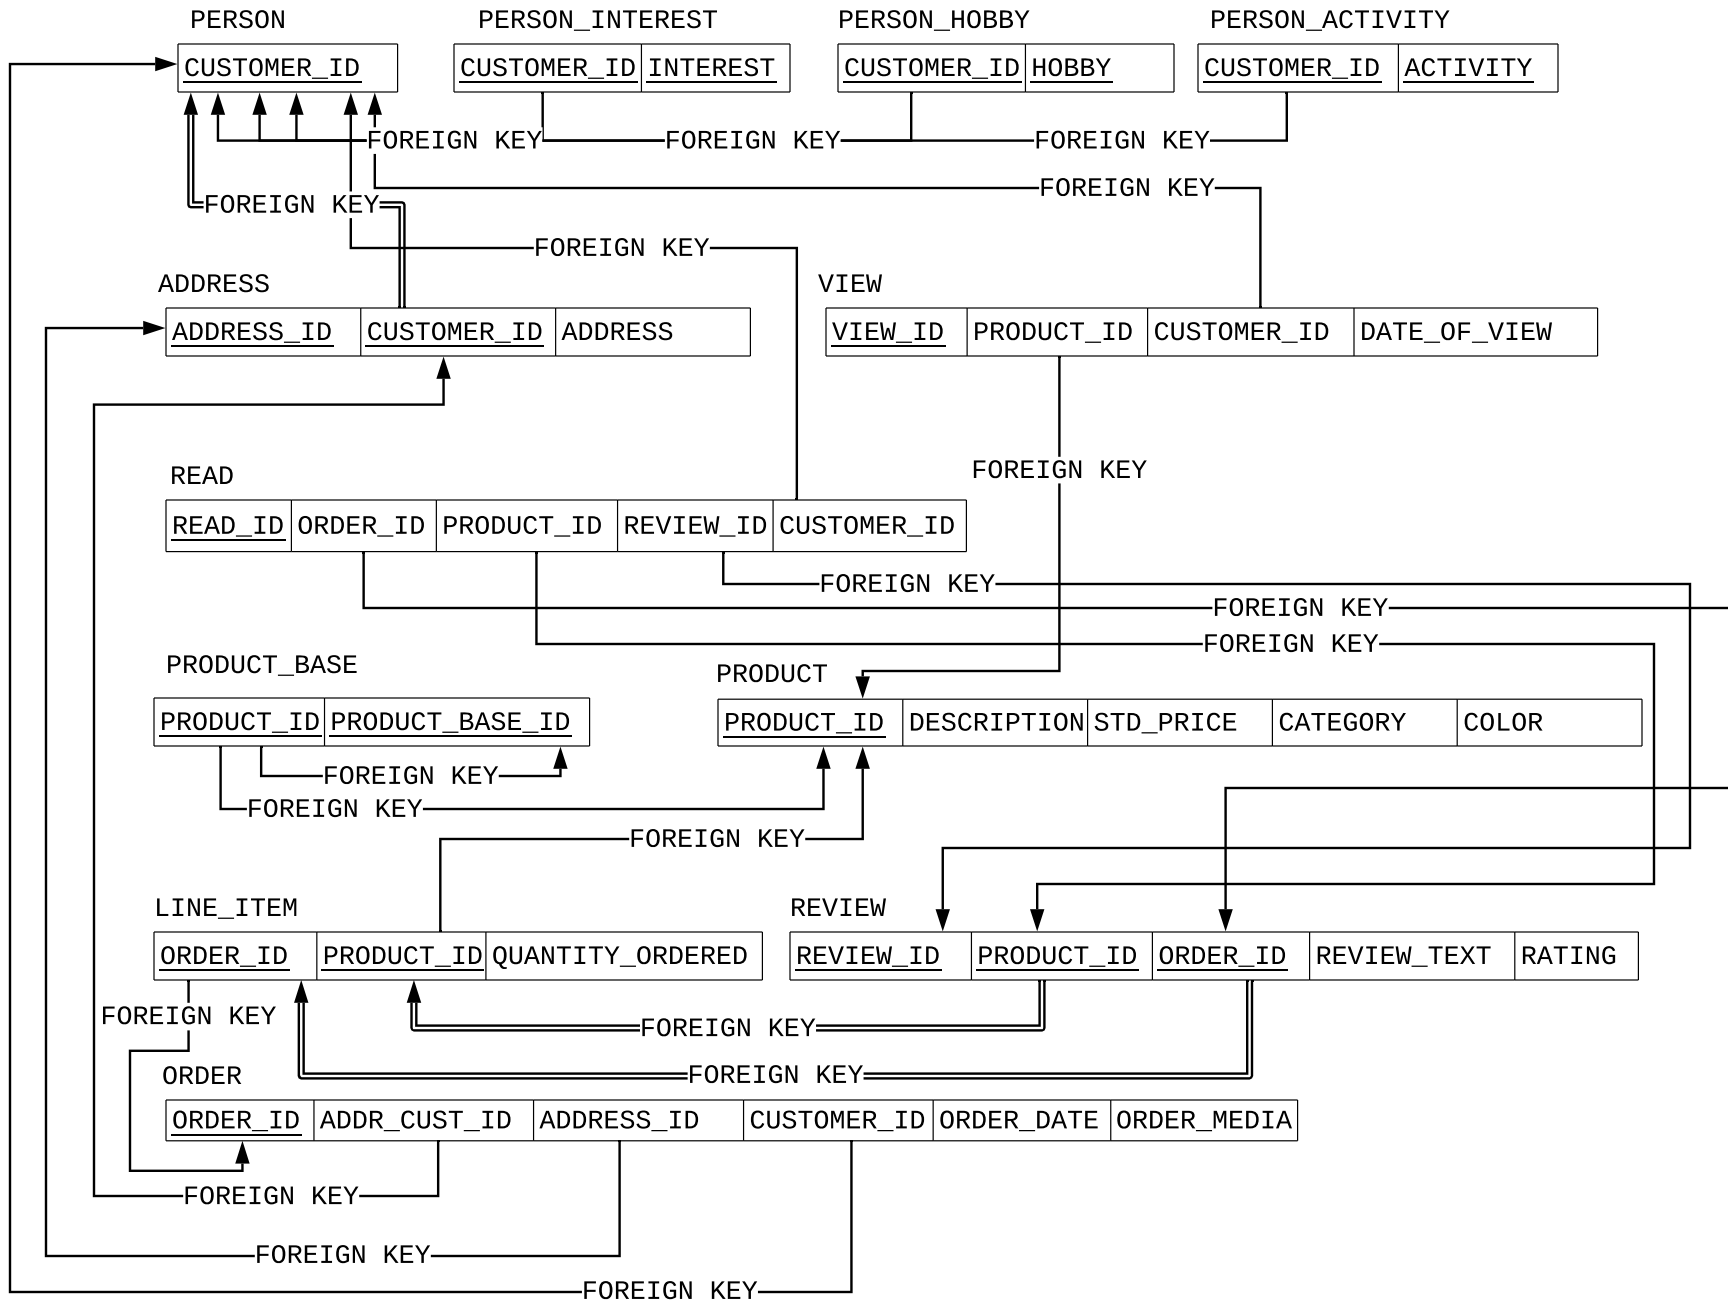 PERSON PERSON_INTEREST PERSON_HOBBY PERSON_ACTIVITY
CUSTOMER_ID CUSTOMER_ID INTEREST CUSTOMER_ID HOBBY CUSTOMER_ID ACTIVITY
FOREIGN KEY FOREIGN KEY FOREIGN KEY
FOREIGN KEY
FOREIGN KEY
FOREIGN KEY
ADDRESS VIEW
ADDRESS_ID CUSTOMER_ID ADDRESS VIEW_ID PRODUCT_ID CUSTOMER_ID DATE_OF_VIEW
FOREIGN KEY
READ
READ_ID ORDER_ID PRODUCT_ID REVIEW_ID CUSTOMER_ID
FOREIGN KEY
FOREIGN KEY
FOREIGN KEY
PRODUCT_BASE PRODUCT
PRODUCT_ID PRODUCT_BASE_ID PRODUCT_ID DESCRIPTION STD_PRICE CATEGORY COLOR
FOREIGN KEY
FOREIGN KEY
FOREIGN KEY
LINE_ITEM REVIEW
ORDER_ID PRODUCT_ID QUANTITY_ORDERED REVIEW_ID PRODUCT_ID ORDER_ID REVIEW_TEXT RATING
FOREIGN KEY
FOREIGN KEY
FOREIGN KEY
ORDER
ORDER_ID ADDR_CUST_ID ADDRESS_ID CUSTOMER_ID ORDER_DATE ORDER_MEDIA
FOREIGN KEY
FOREIGN KEY
FOREIGN KEY